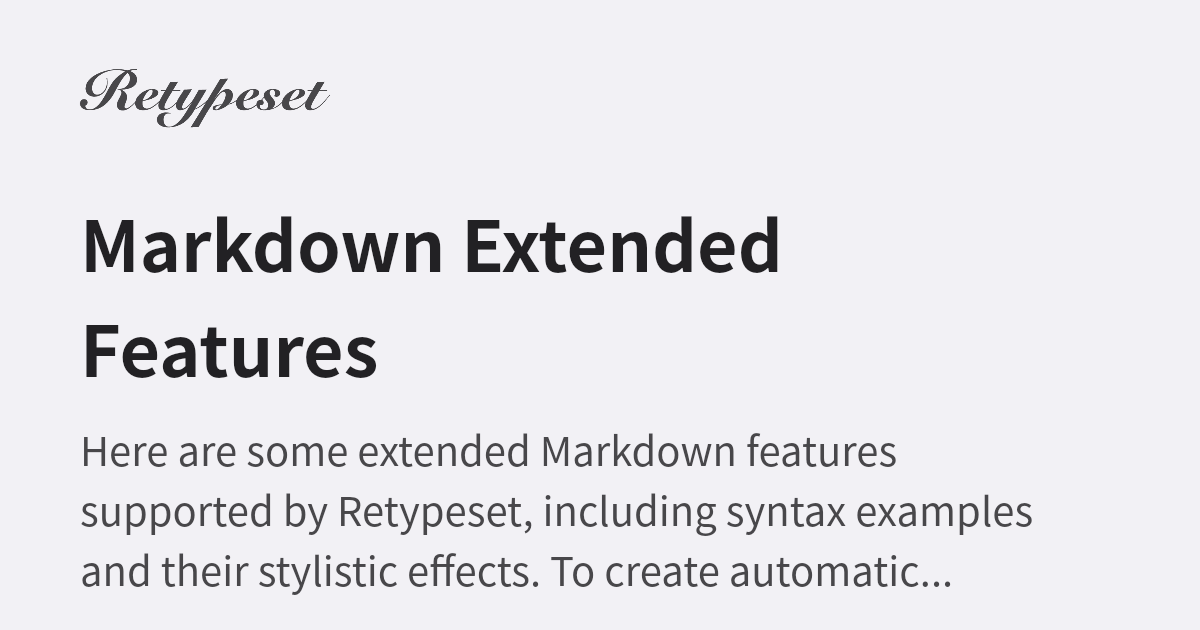 Retypeset
Markdown Extended
Features
Here are some extended Markdown features
supported by Retypeset, including syntax examples
and their stylistic effects. To create automatic...